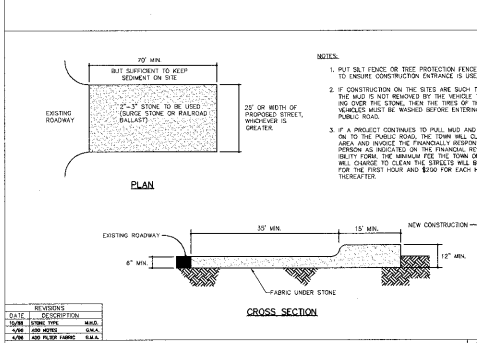 70' MIN.
BUT SUFFICIENT TO KEEP
SEDIMENT ON SITE
EXISTING
ROADWAY
2"-3" STONE TO BE USED
(SURGE STONE OR RAILROAD
BALLAST)
25' OR WIDTH OF
PROPOSED STREET,
WHICHEVER IS
GREATER.
PLAN
NOTES:
1. PUT SILT FENCE OR TREE PROTECTION FENCE
TO ENSURE CONSTRUCTION ENTRANCE IS USE
2. IF CONSTRUCTION ON THE SITES ARE SUCH T
THE MUD IS NOT REMOVED BY THE VEHICLE
ING OVER THE STONE, THEN THE TIRES OF TH
VEHICLES MUST BE WASHED BEFORE ENTERIN
PUBLIC ROAD.
3. IF A PROJECT CONTINUES TO PULL MUD AND
ON TO THE PUBLIC ROAD, THE TOWN WILL CL
AREA AND INVOICE THE FINANCIALLY RESPON
PERSON AS INDICATED ON THE FINANCIAL RE
IBILITY FORM. THE MINIMUM FEE THE TOWN O
WILL CHARGE TO CLEAN THE STREETS WILL B
FOR THE FIRST HOUR AND $200 FOR EACH H
THEREAFTER.
EXISTING ROADWAY
35' MIN.
15' MIN.
NEW CONSTRUCTION
6" MIN.
12" MIN.
FABRIC UNDER STONE
CROSS SECTION
REVISIONS
DATE DESCRIPTION
STONE TYPE M.H.D.
4/96 ADD NOTES G.M.A.
4/96 ADD FILTER FABRIC G.M.A.